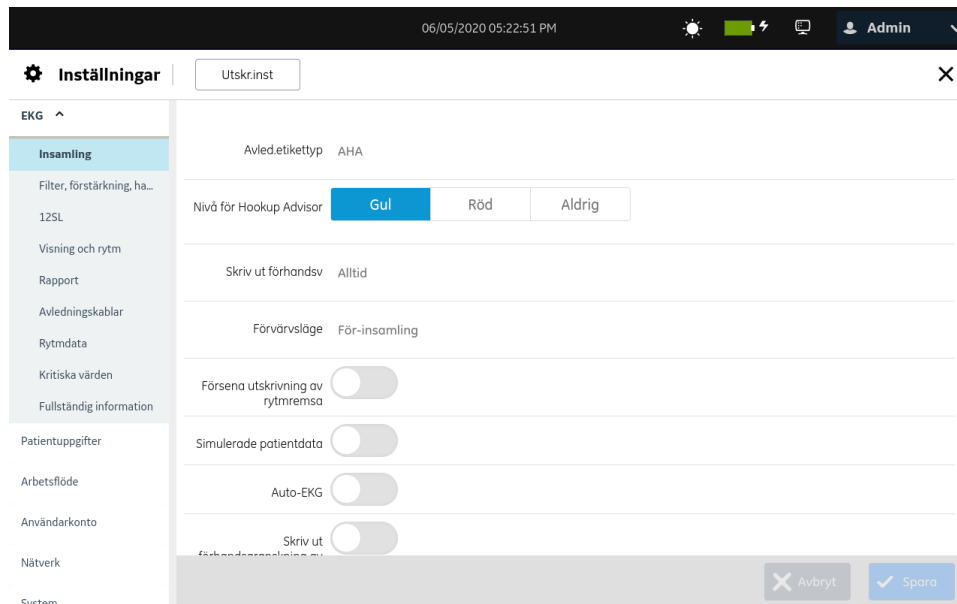 06/05/2020 05:22:51 PM
Admin
Inställningar
Utskr.inst
EKG
Insamling
Filter, förstärkning, ha...
12SL
Visning och rytm
Rapport
Avledningskablar
Rytmdata
Kritiska värden
Fullständig information
Patientuppgifter
Arbetsflöde
Användarkonto
Nätverk
System
Avled.etikettyp AHA
Nivå för Hookup Advisor Gul Röd Aldrig
Skriv ut förhandsv Alltid
Förvärvsläge För-insamling
Försena utskrivning av
rytmremsa
Simulerade patientdata
Auto-EKG
Skriv ut
förhandsgranskning av
Avbryt Spara